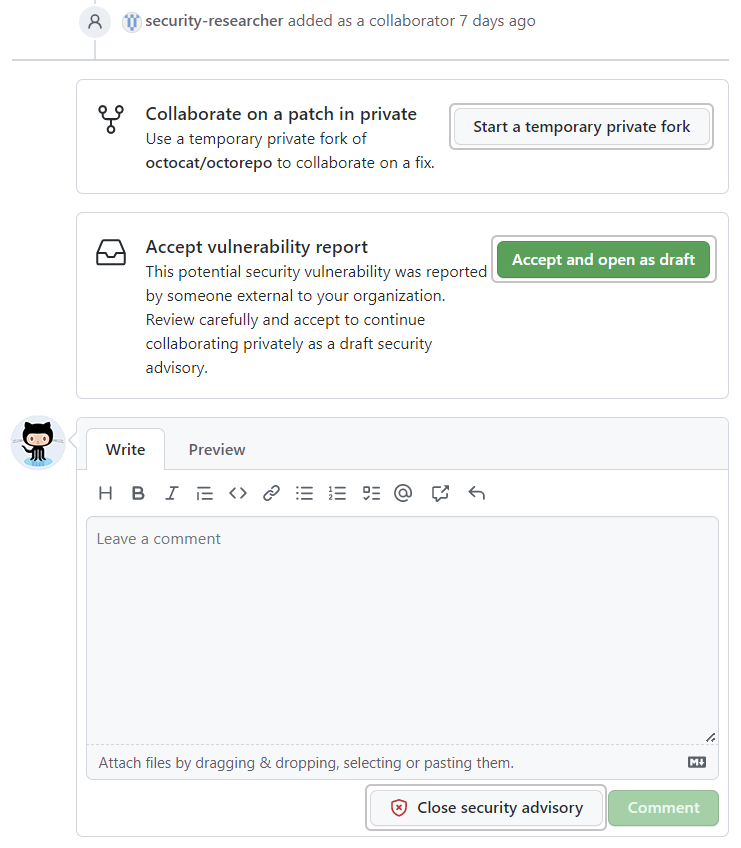 security-researcher added as a collaborator 7 days ago
Collaborate on a patch in private
Use a temporary private fork of
octocat/octorepo to collaborate on a fix.
Start a temporary private fork
Accept vulnerability report
This potential security vulnerability was reported
by someone external to your organization.
Review carefully and accept to continue
collaborating privately as a draft security
advisory.
Accept and open as draft
Write
Preview
Leave a comment
Attach files by dragging & dropping, selecting or pasting them.
Close security advisory
Comment